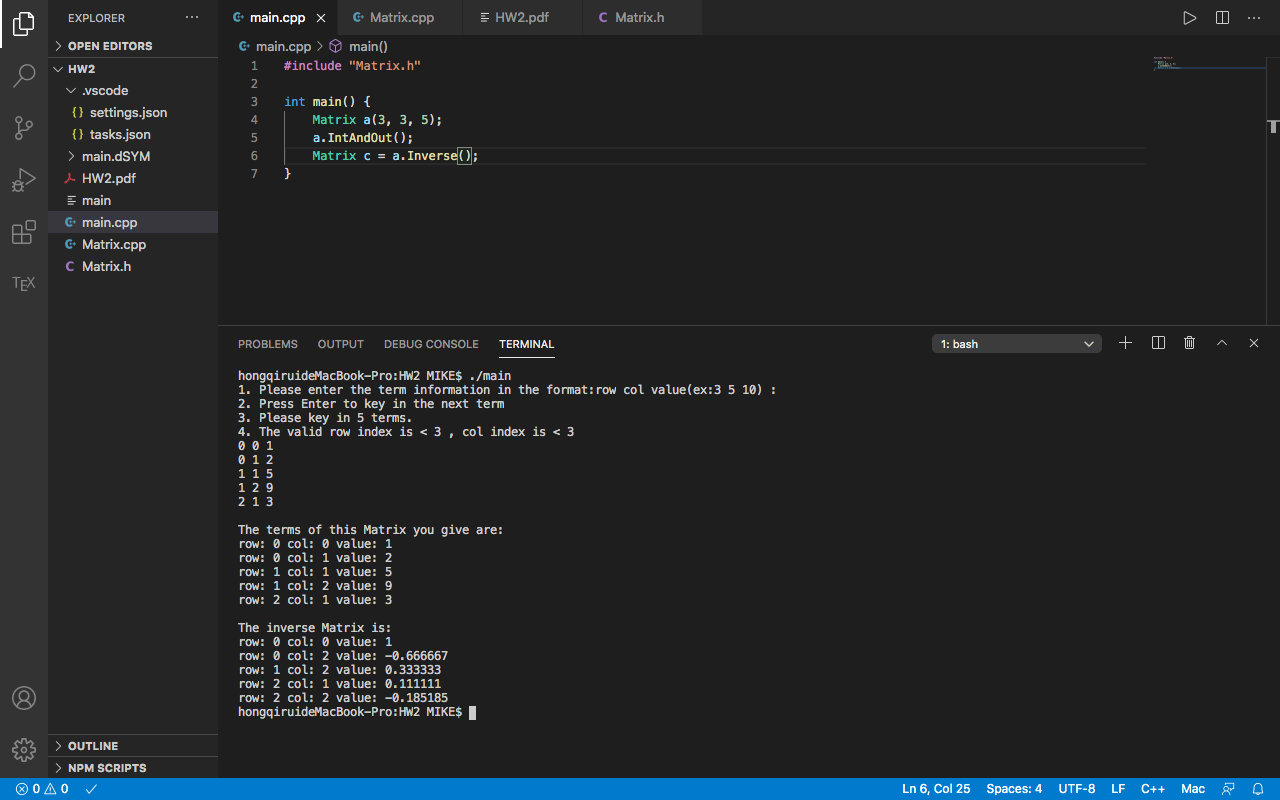 EXPLORER
OPEN EDITORS
HW2
.vscode
{} settings.json
{} tasks.json
main.dSYM
HW2.pdf
main
main.cpp
Matrix.cpp
C Matrix.h
TEX
OUTLINE
NPM SCRIPTS
main.cpp
Matrix.cpp
HW2.pdf
C Matrix.h
main.cpp > main()
1 #include "Matrix.h"
2
3 int main() {
4 Matrix a(3, 3, 5);
5 a.IntAndOut();
6 Matrix c = a.Inverse();
7 }
PROBLEMS OUTPUT DEBUG CONSOLE TERMINAL
1: bash
hongqiruideMacBook-Pro:HW2 MIKE$ ./main
1. Please enter the term information in the format:row col value(ex:3 5 10) :
2. Press Enter to key in the next term
3. Please key in 5 terms.
4. The valid row index is < 3 , col index is < 3
0 0 1
0 1 2
1 1 5
1 2 9
2 1 3
The terms of this Matrix you give are:
row: 0 col: 0 value: 1
row: 0 col: 1 value: 2
row: 1 col: 1 value: 5
row: 1 col: 2 value: 9
row: 2 col: 1 value: 3
The inverse Matrix is:
row: 0 col: 0 value: 1
row: 0 col: 2 value: -0.666667
row: 1 col: 2 value: 0.333333
row: 2 col: 1 value: 0.111111
row: 2 col: 2 value: -0.185185
hongqiruideMacBook-Pro:HW2 MIKE$
0 0
Ln 6, Col 25 Spaces: 4 UTF-8 LF C++ Mac